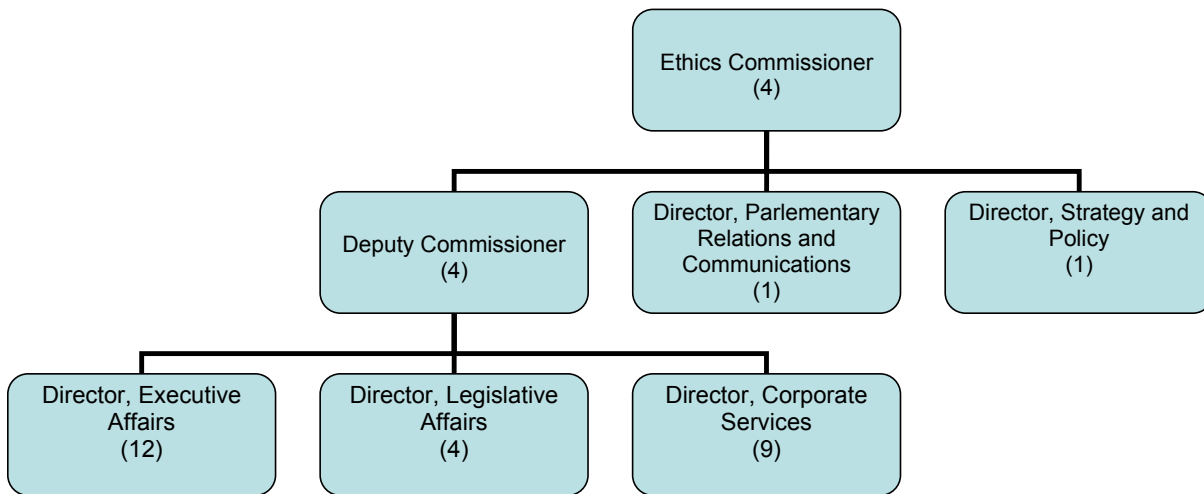 Ethics Commissioner
(4)
Deputy Commissioner
(4)
Director, Parlementary
Relations and
Communications
(1)
Director, Strategy and
Policy
(1)
Director, Executive
Affairs
(12)
Director, Legislative
Affairs
(4)
Director, Corporate
Services
(9)